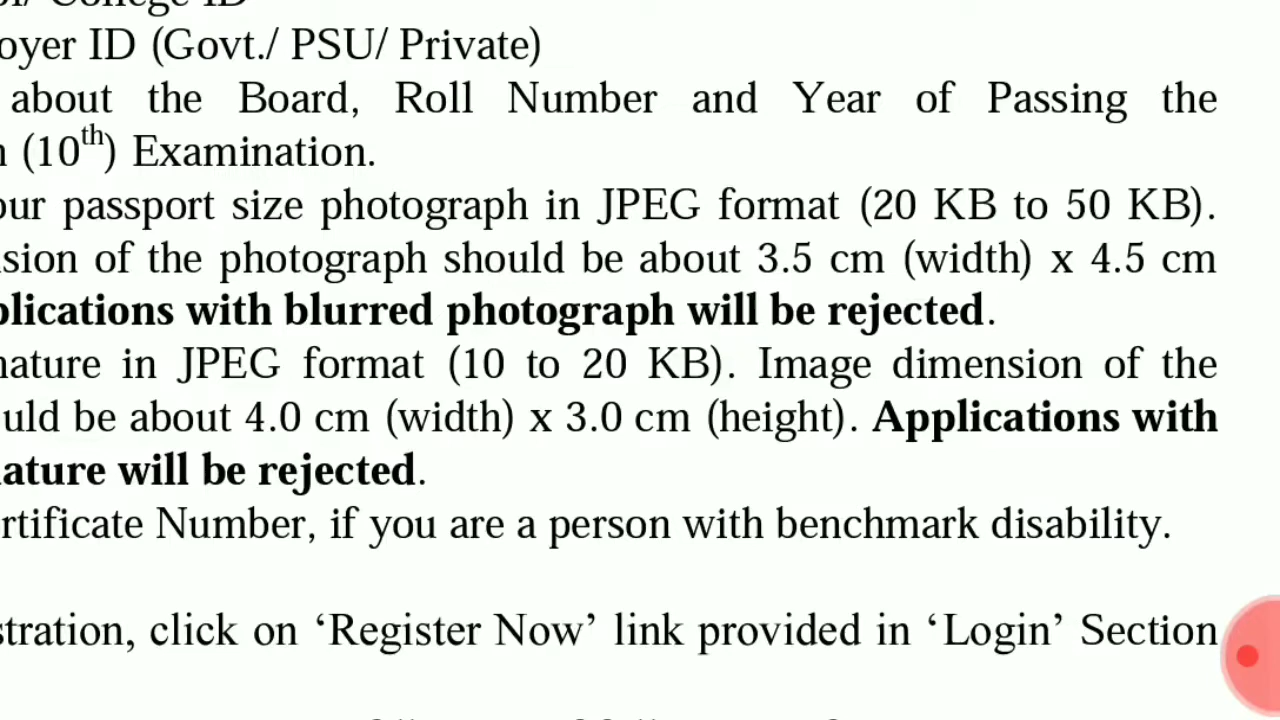 College ID
oyer ID (Govt./ PSU/ Private)
about the Board, Roll Number and Year of Passing the
(10th) Examination.
our passport size photograph in JPEG format (20 KB to 50 KB).
sion of the photograph should be about 3.5 cm (width) x 4.5 cm
plications with blurred photograph will be rejected.
nature in JPEG format (10 to 20 KB). Image dimension of the
uld be about 4.0 cm (width) x 3.0 cm (height). Applications with
ature will be rejected.
rtificate Number, if you are a person with benchmark disability.
stration, click on ‘Register Now’ link provided in ‘Login’ Section